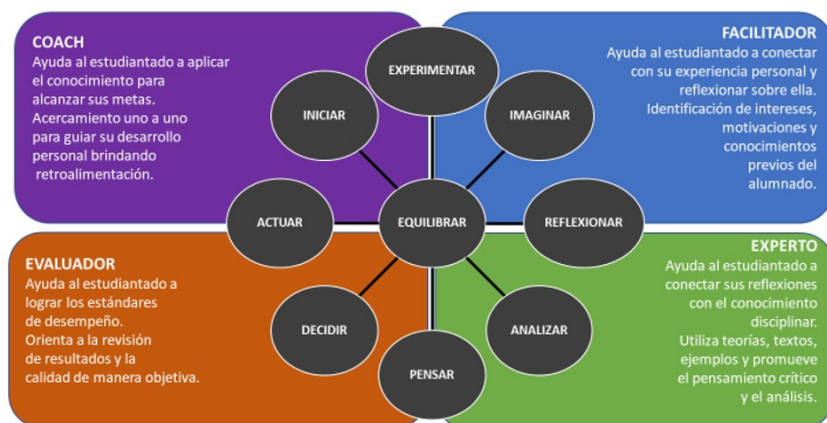 COACH
Ayuda al estudiantado a aplicar
el conocimiento para
alcanzar sus metas.
Acercamiento uno a uno
para guiar su desarrollo
personal brindando
retroalimentación.
FACILITADOR
Ayuda al estudiantado a conectar
con su experiencia personal y
reflexionar sobre ella.
Identificación de intereses,
motivaciones y
conocimientos
previos del
alumnado.
EXPERIMENTAR
INICIAR
IMAGINAR
ACTUAR
EQUILIBRAR
REFLEXIONAR
DECIDIR
ANALIZAR
PENSAR
EVALUADOR
Ayuda al estudiantado a
lograr los estándares
de desempeño.
Orienta a la revisión
de resultados y la
calidad de manera objetiva.
EXPERTO
Ayuda al estudiantado a
conectar sus reflexiones
con el conocimiento
disciplinar.
Utiliza teorías, textos,
ejemplos y promueve
el pensamiento crítico
y el análisis.